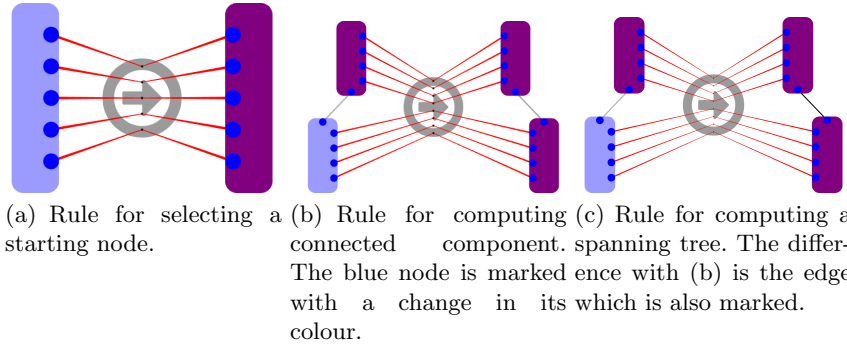 (a) Rule for selecting a
starting node.
(b) Rule for computing
connected component.
The blue node is marked
with a change in its
colour.
(c) Rule for computing a
spanning tree. The differ-
ence with (b) is the edge
which is also marked.